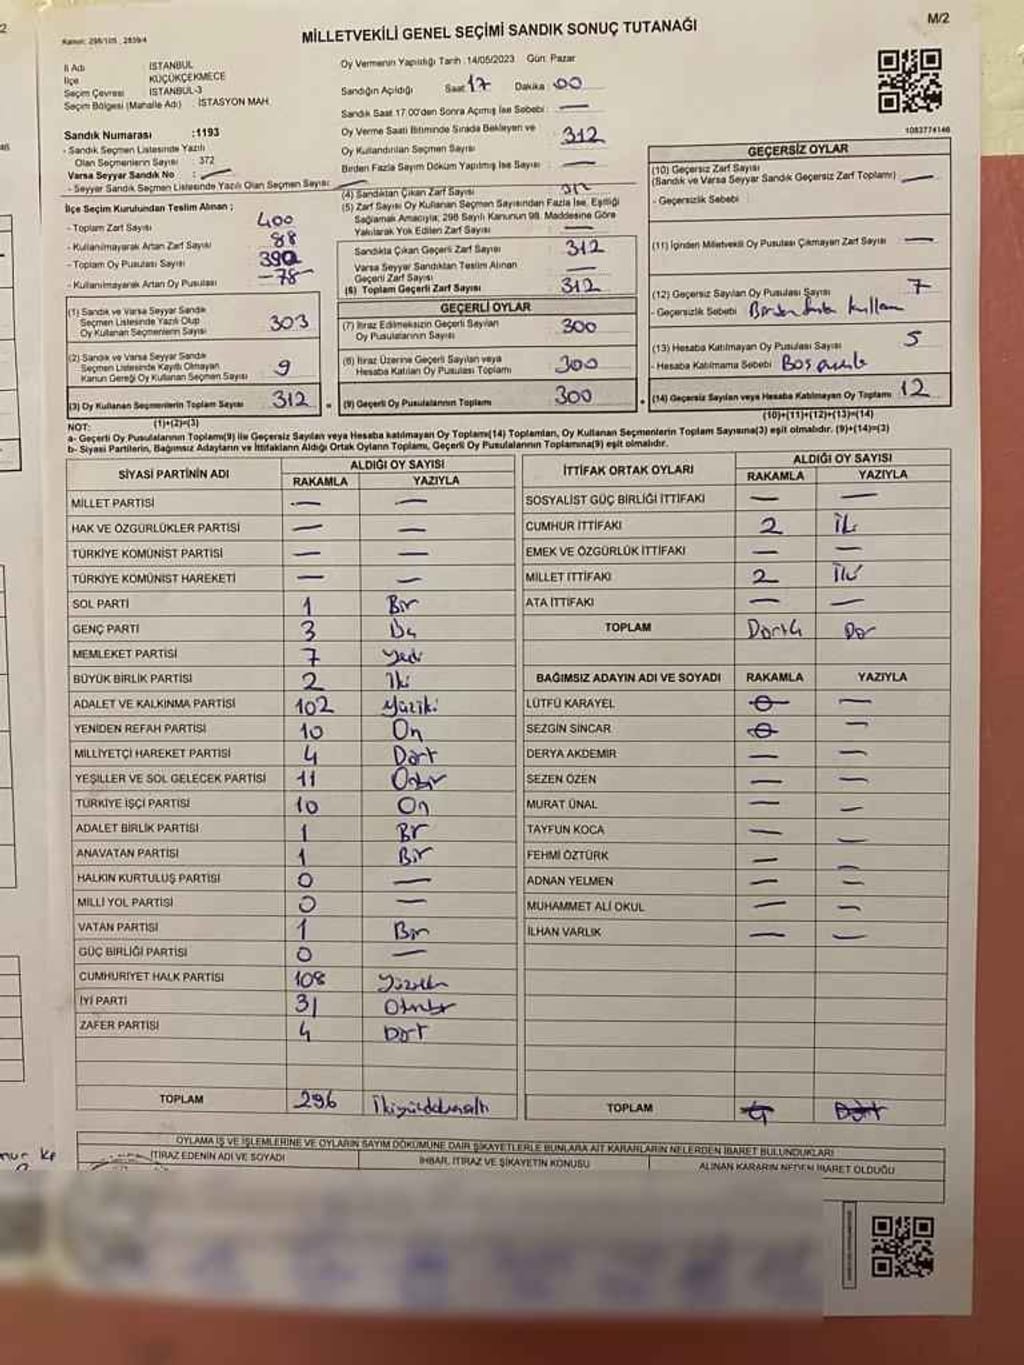 M/2
Kanun: 298/105, 2839/4
MİLLETVEKİLİ GENEL SEÇİMİ SANDIK SONUÇ TUTANAĞI
İl Adı : İSTANBUL
İlçe : KÜÇÜKÇEKMECE
Seçim Çevresi : İSTANBUL-3
Seçim Bölgesi (Mahalle Adı) : İSTASYON MAH.
Sandık Numarası :1193
- Sandık Seçmen Listesinde Yazılı
Olan Seçmenlerin Sayısı : 372
Varsa Seyyar Sandık No : —
- Seyyar Sandık Seçmen Listesinde Yazılı Olan Seçmen Sayısı : —
Oy Vermenin Yapıldığı Tarih : 14/05/2023 Gün: Pazar
Sandığın Açıldığı Saat: 17 Dakika: 00
Sandık Saat 17.00'den Sonra Açılmış İse Sebebi : —
Oy Verme Saati Bitiminde Sırada Bekleyen ve
Oy Kullandırılan Seçmen Sayısı : 312
Birden Fazla Sayım Döküm Yapılmış İse Sayısı : —
(4) Sandıktan Çıkan Zarf Sayısı
(5) Zarf Sayısı Oy Kullanan Seçmen Sayısından Fazla İse, Eşitliği
Sağlamak Amacıyla; 298 Sayılı Kanunun 98. Maddesine Göre
Yakılarak Yok Edilen Zarf Sayısı : —
1083774146
İlçe Seçim Kurulundan Teslim Alınan ;
- Toplam Zarf Sayısı : 400
- Kullanılmayarak Artan Zarf Sayısı : 88
- Toplam Oy Pusulası Sayısı : 390
- Kullanılmayarak Artan Oy Pusulası : 78
(1) Sandık ve Varsa Seyyar Sandık
Seçmen Listesinde Yazılı Olup
Oy Kullanan Seçmenlerin Sayısı 303
(2) Sandık ve Varsa Seyyar Sandık
Seçmen Listesinde Kayıtlı Olmayan
Kanun Gereği Oy Kullanan Seçmen Sayısı 9
(3) Oy Kullanan Seçmenlerin Toplam Sayısı 312
(1)+(2)=(3)
Sandıkta Çıkan Geçerli Zarf Sayısı 312
Varsa Seyyar Sandıktan Teslim Alınan
Geçerli Zarf Sayısı —
(6) Toplam Geçerli Zarf Sayısı 312
GEÇERLİ OYLAR
(7) İtiraz Edilmeksizin Geçerli Sayılan
Oy Pusulalarının Sayısı 300
(8) İtiraz Üzerine Geçerli Sayılan veya
Hesaba Katılan Oy Pusulası Toplamı 300
(9) Geçerli Oy Pusulalarının Toplamı 300
GEÇERSİZ OYLAR
(10) Geçersiz Zarf Sayısı
(Sandık ve Varsa Seyyar Sandık Geçersiz Zarf Toplamı) —
- Geçersizlik Sebebi :
(11) İçinden Milletvekili Oy Pusulası Çıkmayan Zarf Sayısı —
(12) Geçersiz Sayılan Oy Pusulası Sayısı 7
- Geçersizlik Sebebi
(13) Hesaba Katılmayan Oy Pusulası Sayısı 5
- Hesaba Katılmama Sebebi Boş
(14) Geçersiz Sayılan veya Hesaba Katılmayan Oy Toplamı 12
(10)+(11)+(12)+(13)=(14)
NOT:
a- Geçerli Oy Pusulalarının Toplamı(9) ile Geçersiz Sayılan veya Hesaba katılmayan Oy Toplamı(14) Toplamları, Oy Kullanan Seçmenlerin Toplam Sayısına(3) eşit olmalıdır. (9)+(14)=(3)
b- Siyasi Partilerin, Bağımsız Adayların ve İttifakların Aldığı Ortak Oyların Toplamı, Geçerli Oy Pusulalarının Toplamına(9) eşit olmalıdır.
SİYASİ PARTİNİN ADI ALDIĞI OY SAYISI
RAKAMLA YAZIYLA
MİLLET PARTİSİ — —
HAK VE ÖZGÜRLÜKLER PARTİSİ — —
TÜRKİYE KOMÜNİST PARTİSİ — —
TÜRKİYE KOMÜNİST HAREKETİ — —
SOL PARTİ 1 Bir
GENÇ PARTİ 3 Üç
MEMLEKET PARTİSİ 7 Yedi
BÜYÜK BİRLİK PARTİSİ 2 İki
ADALET VE KALKINMA PARTİSİ 102 Yüziki
YENİDEN REFAH PARTİSİ 10 On
MİLLİYETÇİ HAREKET PARTİSİ 4 Dört
YEŞİLLER VE SOL GELECEK PARTİSİ 11 Onbir
TÜRKİYE İŞÇİ PARTİSİ 10 On
ADALET BİRLİK PARTİSİ 1 Bir
ANAVATAN PARTİSİ 1 Bir
HALKIN KURTULUŞ PARTİSİ 0 —
MİLLİ YOL PARTİSİ 0 —
VATAN PARTİSİ 1 Bir
GÜÇ BİRLİĞİ PARTİSİ 0 —
CUMHURİYET HALK PARTİSİ 108 Yüzsekiz
İYİ PARTİ 31 Otuzbir
ZAFER PARTİSİ 4 Dört
TOPLAM 296 İkiyüzdoksanaltı
İTTİFAK ORTAK OYLARI ALDIĞI OY SAYISI
RAKAMLA YAZIYLA
SOSYALİST GÜÇ BİRLİĞİ İTTİFAKI — —
CUMHUR İTTİFAKI 2 İki
EMEK VE ÖZGÜRLÜK İTTİFAKI — —
MİLLET İTTİFAKI 2 İki
ATA İTTİFAKI — —
TOPLAM
BAĞIMSIZ ADAYIN ADI VE SOYADI RAKAMLA YAZIYLA
LÜTFÜ KARAYEL —
SEZGİN SİNCAR —
DERYA AKDEMİR — —
SEZEN ÖZEN — —
MURAT ÜNAL — —
TAYFUN KOCA — —
FEHMİ ÖZTÜRK — —
ADNAN YELMEN — —
MUHAMMET ALİ OKUL — —
İLHAN VARLIK — —
TOPLAM
OYLAMA İŞ VE İŞLEMLERİNE VE OYLARIN SAYIM DÖKÜMÜNE DAİR ŞİKAYETLERLE BUNLARA AİT KARARLARIN NELERDEN İBARET BULUNDUKLARI
İTİRAZ EDENİN ADI VE SOYADI İHBAR, İTİRAZ VE ŞİKAYETİN KONUSU ALINAN KARARIN NEDEN İBARET OLDUĞU